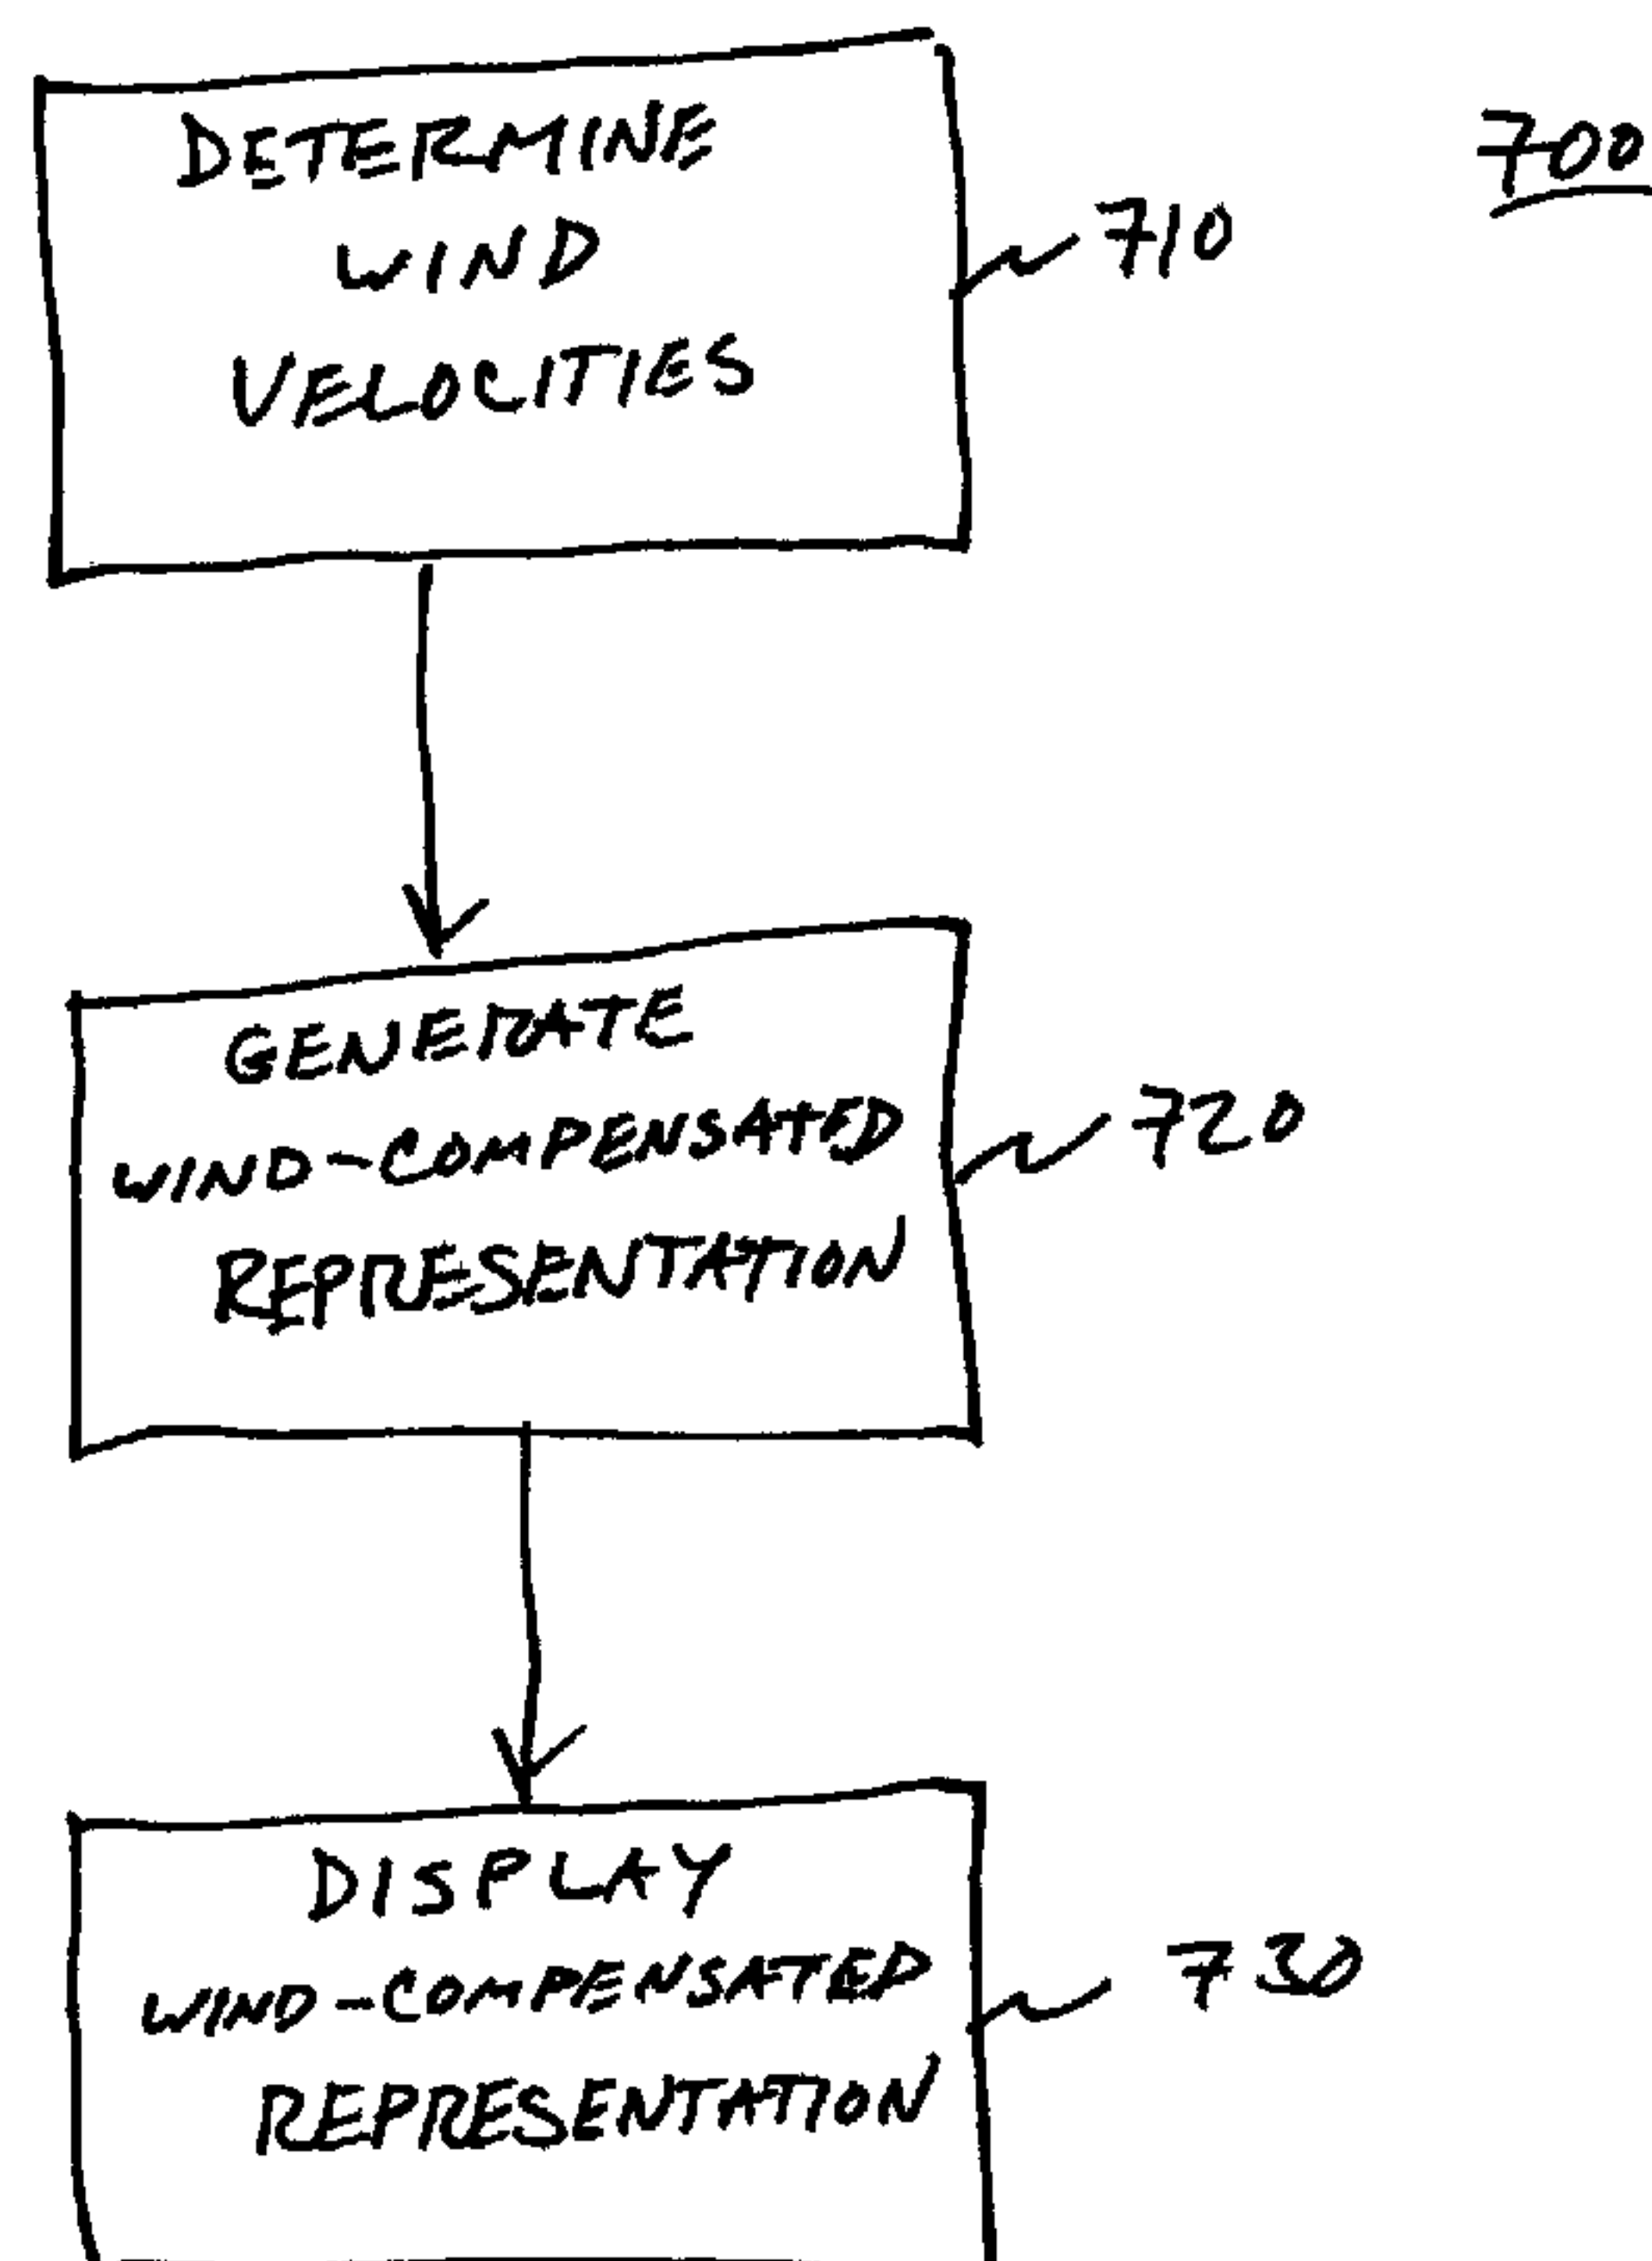 DETERMINE
WIND
VELOCITIES
710
700
GENERATE
WIND-COMPENSATED
REPRESENTATION
720
DISPLAY
WIND-COMPENSATED
REPRESENTATION
730